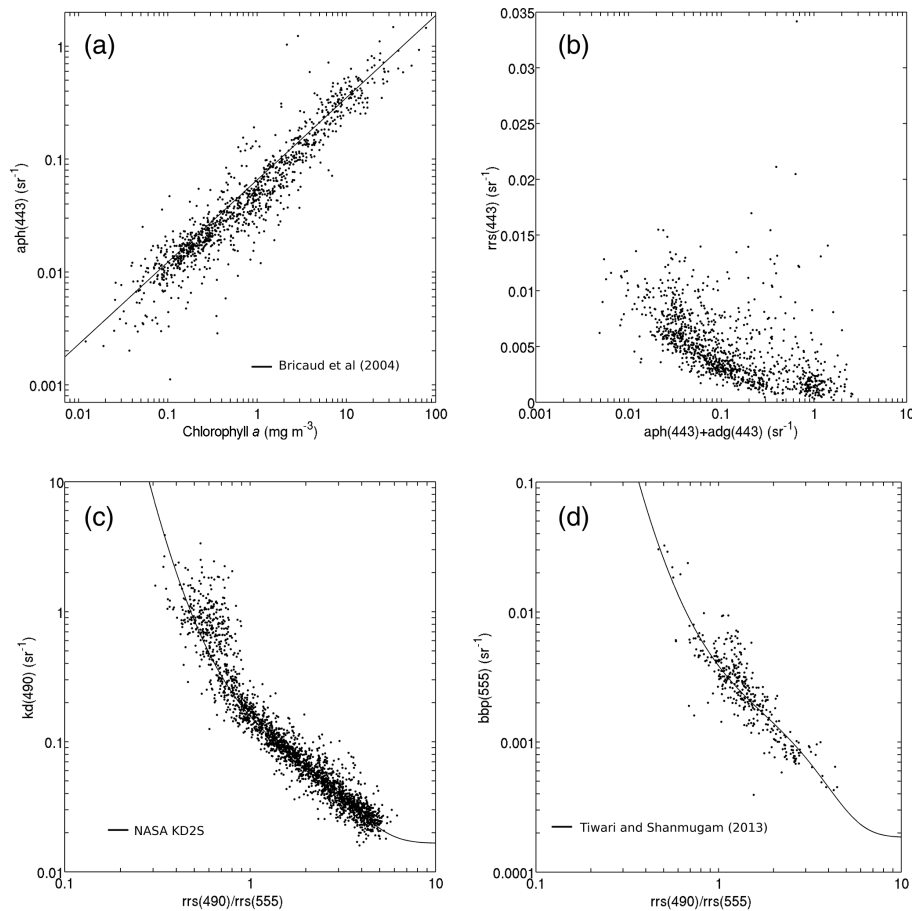 (a)
1
0.1
0.01
0.001
aph(443) (sr-1)
Bricaud et al (2004)
0.01 0.1 1 10 100
Chlorophyll a (mg m-3)
(b)
0.035
0.03
0.025
0.02
0.015
0.01
0.005
0
rrs(443) (sr-1)
0.001 0.01 0.1 1 10
aph(443)+adg(443) (sr-1)
(c)
10
1
0.1
0.01
kd(490) (sr-1)
NASA KD2S
0.1 1 10
rrs(490)/rrs(555)
(d)
0.1
0.01
0.001
0.0001
bbp(555) (sr-1)
Tiwari and Shanmugam (2013)
0.1 1 10
rrs(490)/rrs(555)